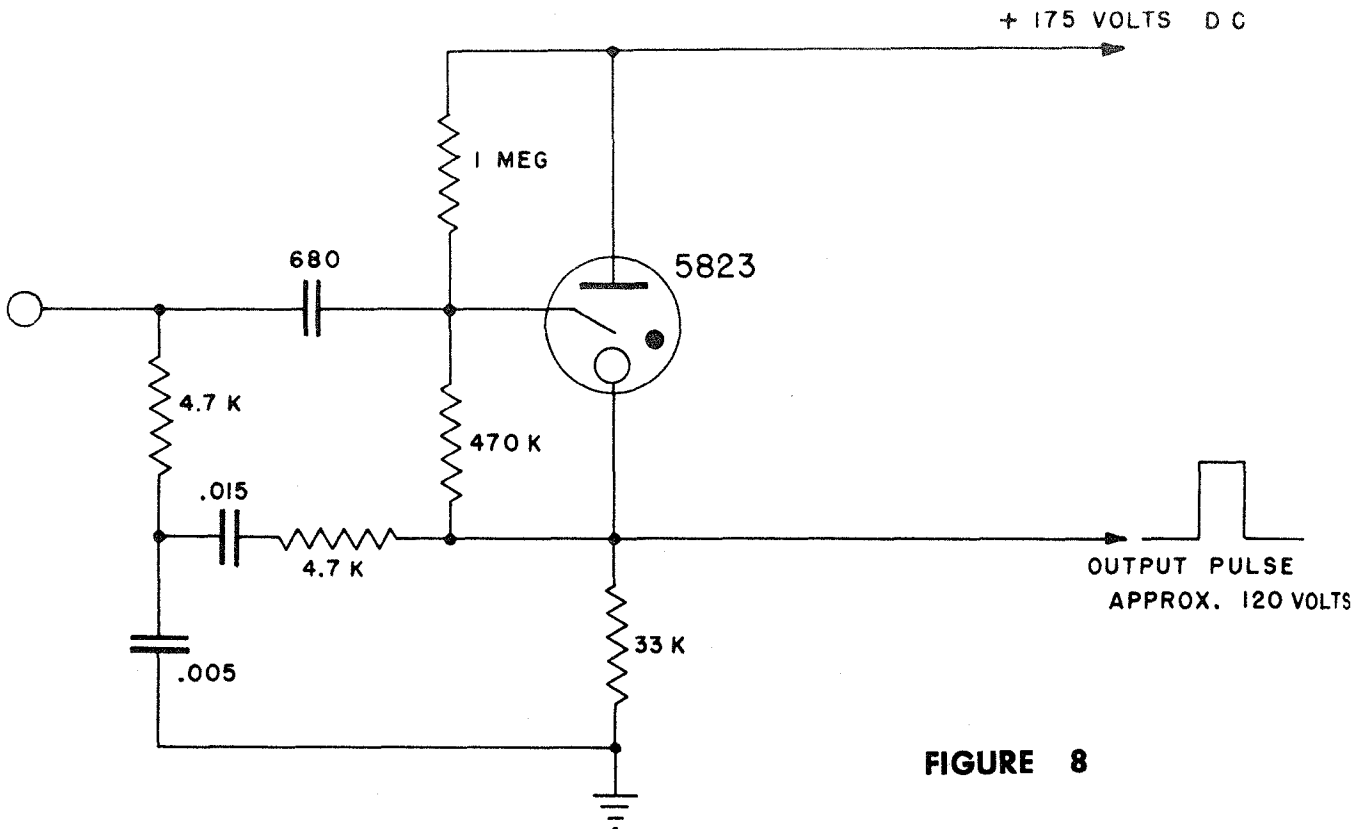 + 175 VOLTS D C
1 MEG
680
5823
4.7 K
470 K
.015
4.7 K
OUTPUT PULSE
APPROX. 120 VOLTS
33 K
.005
FIGURE 8